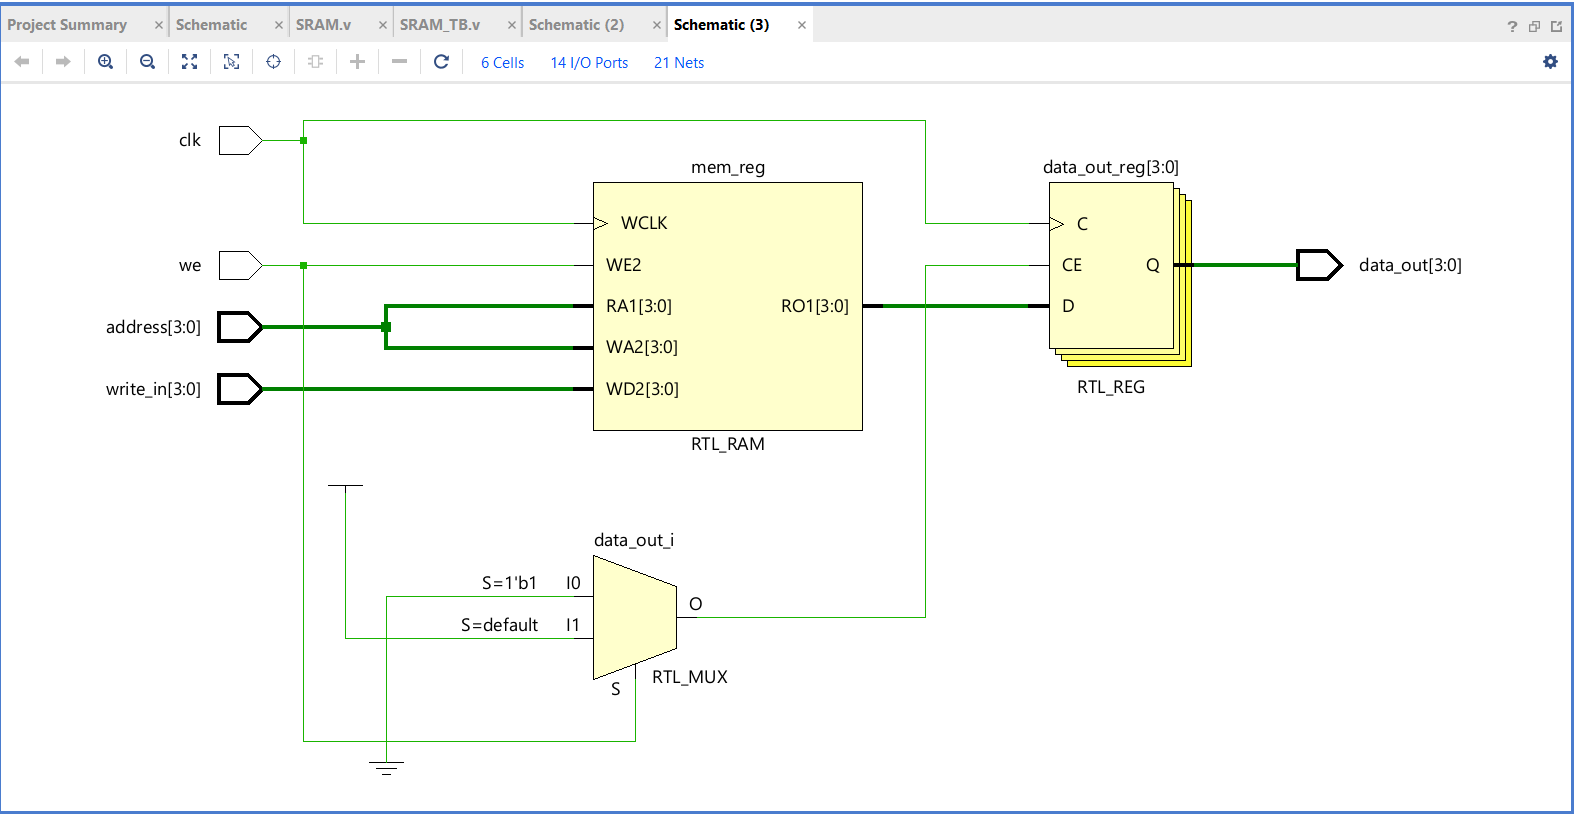 Project Summary × Schematic × SRAM.v × SRAM_TB.v × Schematic (2) × Schematic (3) × ?
6 Cells 14 I/O Ports 21 Nets
clk
mem_reg
data_out_reg[3:0]
WCLK
C
we
WE2
CE
Q
data_out[3:0]
address[3:0]
RA1[3:0]
RO1[3:0]
D
WA2[3:0]
write_in[3:0]
WD2[3:0]
RTL_REG
RTL_RAM
data_out_i
S=1'b1 I0
O
S=default I1
S
RTL_MUX